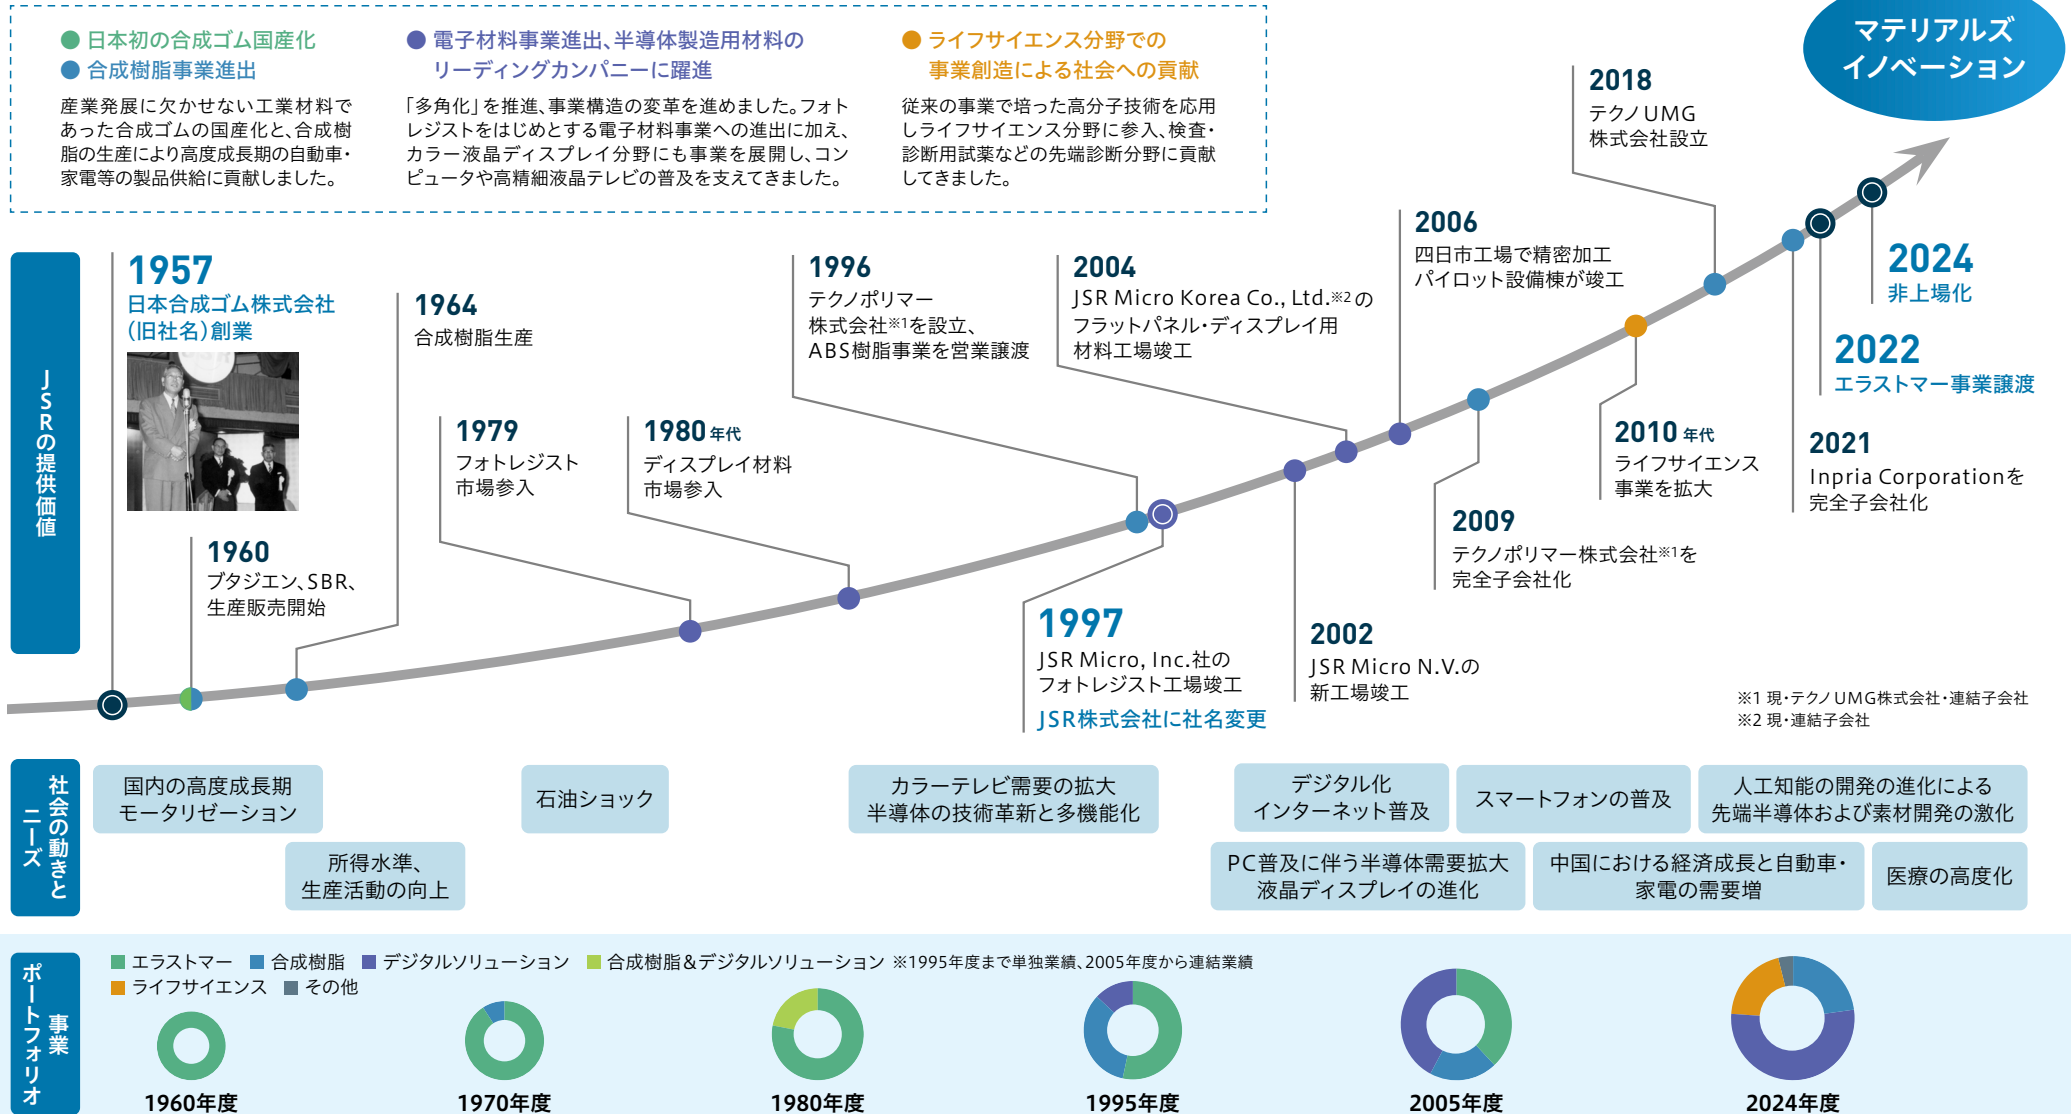 マテリアルズ
イノベーション
● 日本初の合成ゴム国産化
● 合成樹脂事業進出
産業発展に欠かせない工業材料で
あった合成ゴムの国産化と、合成樹
脂の生産により高度成長期の自動車・
家電等の製品供給に貢献しました。
● 電子材料事業進出、半導体製造用材料の
リーディングカンパニーに躍進
「多角化」を推進、事業構造の変革を進めました。フォト
レジストをはじめとする電子材料事業への進出に加え、
カラー液晶ディスプレイ分野にも事業を展開し、コン
ピュータや高精細液晶テレビの普及を支えてきました。
● ライフサイエンス分野での
事業創造による社会への貢献
従来の事業で培った高分子技術を応用
しライフサイエンス分野に参入、検査・
診断用試薬などの先端診断分野に貢献
してきました。
JSRの提供価値
1957
日本合成ゴム株式会社
（旧社名）創業
1960
ブタジエン、SBR、
生産販売開始
1964
合成樹脂生産
1979
フォトレジスト
市場参入
1980 年代
ディスプレイ材料
市場参入
1996
テクノポリマー
株式会社※1を設立、
ABS樹脂事業を営業譲渡
1997
JSR Micro, Inc.社の
フォトレジスト工場竣工
JSR株式会社に社名変更
2002
JSR Micro N.V.の
新工場竣工
2004
JSR Micro Korea Co., Ltd.※2の
フラットパネル・ディスプレイ用
材料工場竣工
2006
四日市工場で精密加工
パイロット設備棟が竣工
2009
テクノポリマー株式会社※1を
完全子会社化
2010 年代
ライフサイエンス
事業を拡大
2018
テクノUMG
株式会社設立
2021
Inpria Corporationを
完全子会社化
2022
エラストマー事業譲渡
2024
非上場化
※1 現・テクノUMG株式会社・連結子会社
※2 現・連結子会社
社会の動きと
ニーズ
国内の高度成長期
モータリゼーション
所得水準、
生産活動の向上
石油ショック
カラーテレビ需要の拡大
半導体の技術革新と多機能化
デジタル化
インターネット普及
スマートフォンの普及
人工知能の開発の進化による
先端半導体および素材開発の激化
PC普及に伴う半導体需要拡大
液晶ディスプレイの進化
中国における経済成長と自動車・
家電の需要増
医療の高度化
事業
ポートフォリオ
エラストマー 合成樹脂 デジタルソリューション 合成樹脂&デジタルソリューション ※1995年度まで単独業績、2005年度から連結業績
ライフサイエンス その他
1960年度 1970年度 1980年度 1995年度 2005年度 2024年度